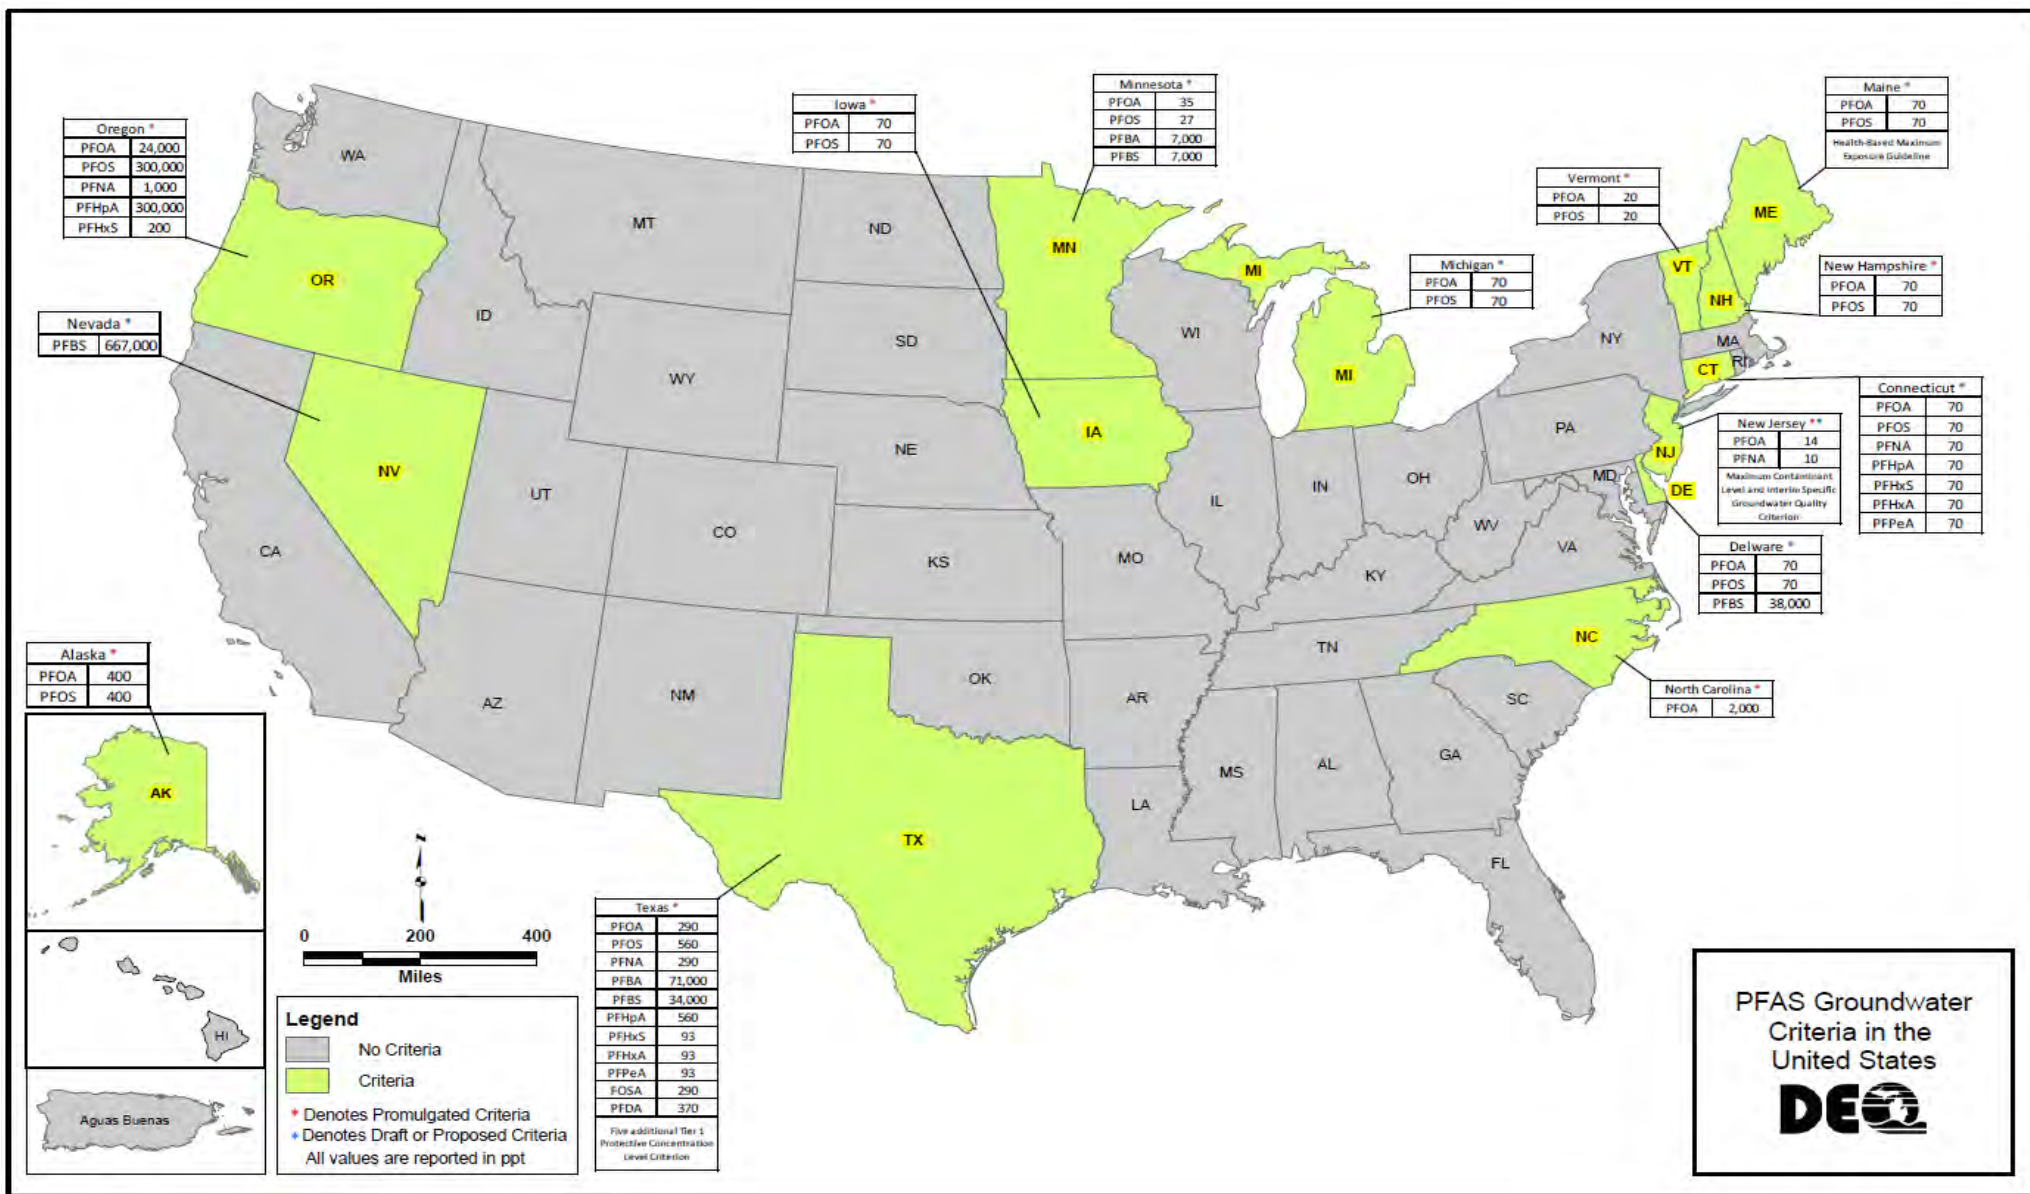 Oregon *
PFOA 24,000
PFOS 300,000
PFNA 1,000
PFHpA 300,000
PFHxS 200
Nevada *
PFBS 667,000
Alaska *
PFOA 400
PFOS 400
Iowa *
PFOA 70
PFOS 70
Minnesota *
PFOA 35
PFOS 27
PFBA 7,000
PFBS 7,000
Michigan *
PFOA 70
PFOS 70
Vermont *
PFOA 20
PFOS 20
Maine *
PFOA 70
PFOS 70
Health-Based Maximum
Exposure Guideline
New Hampshire *
PFOA 70
PFOS 70
Connecticut *
PFOA 70
PFOS 70
PFNA 70
PFHpA 70
PFHxS 70
PFHxA 70
PFPeA 70
New Jersey **
PFOA 14
PFNA 10
Maximum Contaminant
Level and Interim Specific
Groundwater Quality
Criterion
Delware *
PFOA 70
PFOS 70
PFBS 38,000
North Carolina *
PFOA 2,000
Texas *
PFOA 290
PFOS 560
PFNA 290
PFBA 71,000
PFBS 34,000
PFHpA 560
PFHxS 93
PFHxA 93
PFPeA 93
FOSA 290
PFDA 370
Five additional Tier 1
Protective Concentration
Level Criterion
WA
OR
ID
MT
ND
MN
SD
WY
NV
CA
UT
CO
NE
KS
IA
WI
MI
MI
IL
IN
OH
MO
KY
WV
VA
PA
NY
VT
NH
ME
MA
RI
CT
NJ
DE
MD
NC
SC
TN
AR
OK
NM
AZ
TX
LA
MS
AL
GA
FL
AK
HI
Aguas Buenas
N
0 200 400
Miles
Legend
No Criteria
Criteria
* Denotes Promulgated Criteria
* Denotes Draft or Proposed Criteria
All values are reported in ppt
PFAS Groundwater
Criteria in the
United States
DEQ